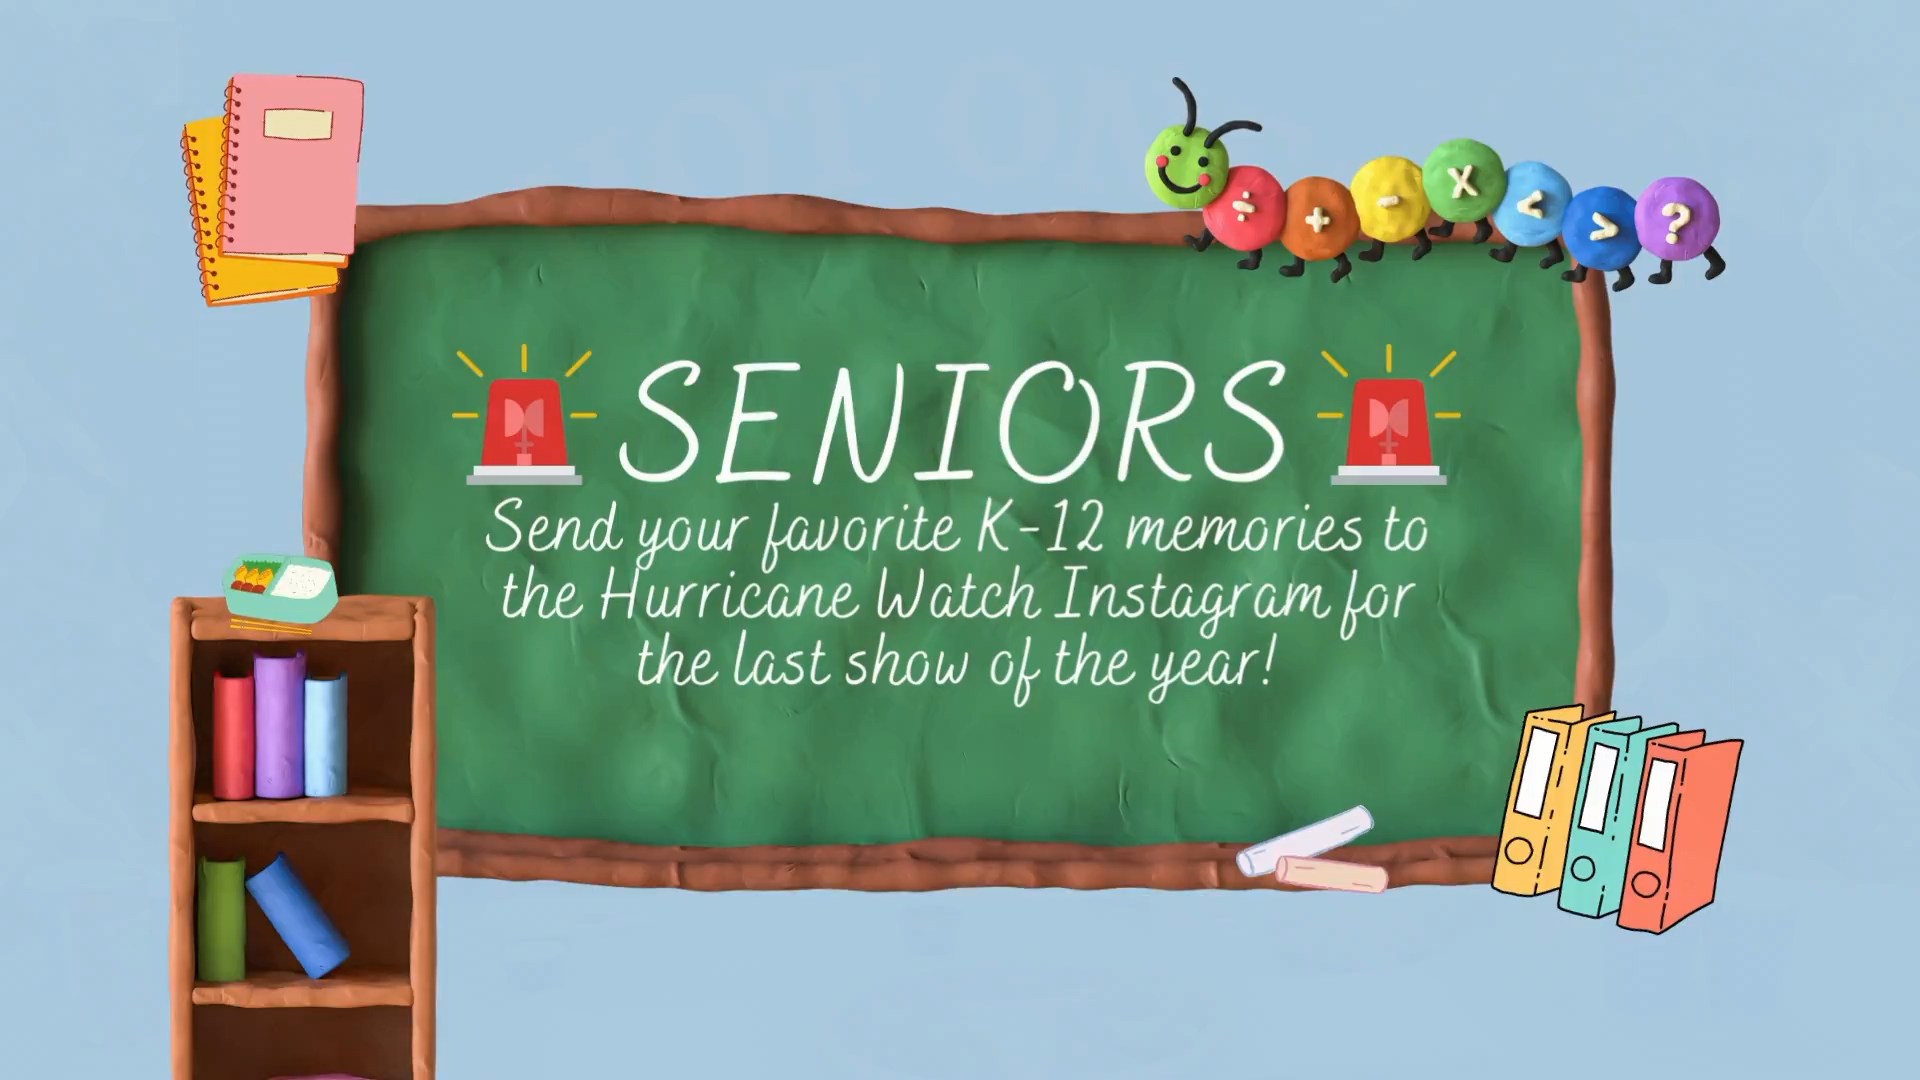 ÷ + - x < > ?
SENIORS
Send your favorite K-12 memories to
the Hurricane Watch Instagram for
the last show of the year!